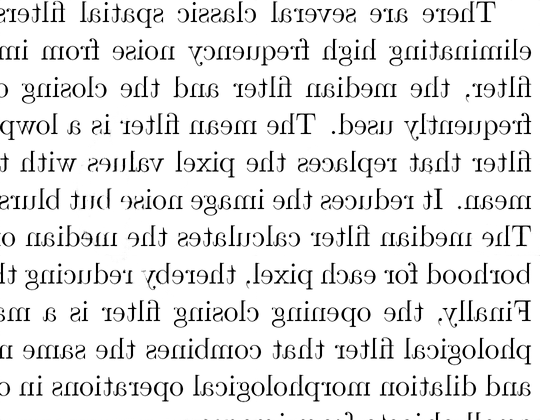 There are several classic spatial filters
eliminating high frequency noise from im
filter, the median filter and the closing o
frequently used. The mean filter is a lowp
filter that replaces the pixel values with t
mean. It reduces the image noise but blurs
The median filter calculates the median o
borhood for each pixel, thereby reducing th
Finally, the opening closing filter is a ma
phological filter that combines the same n
and dilation morphological operations in o